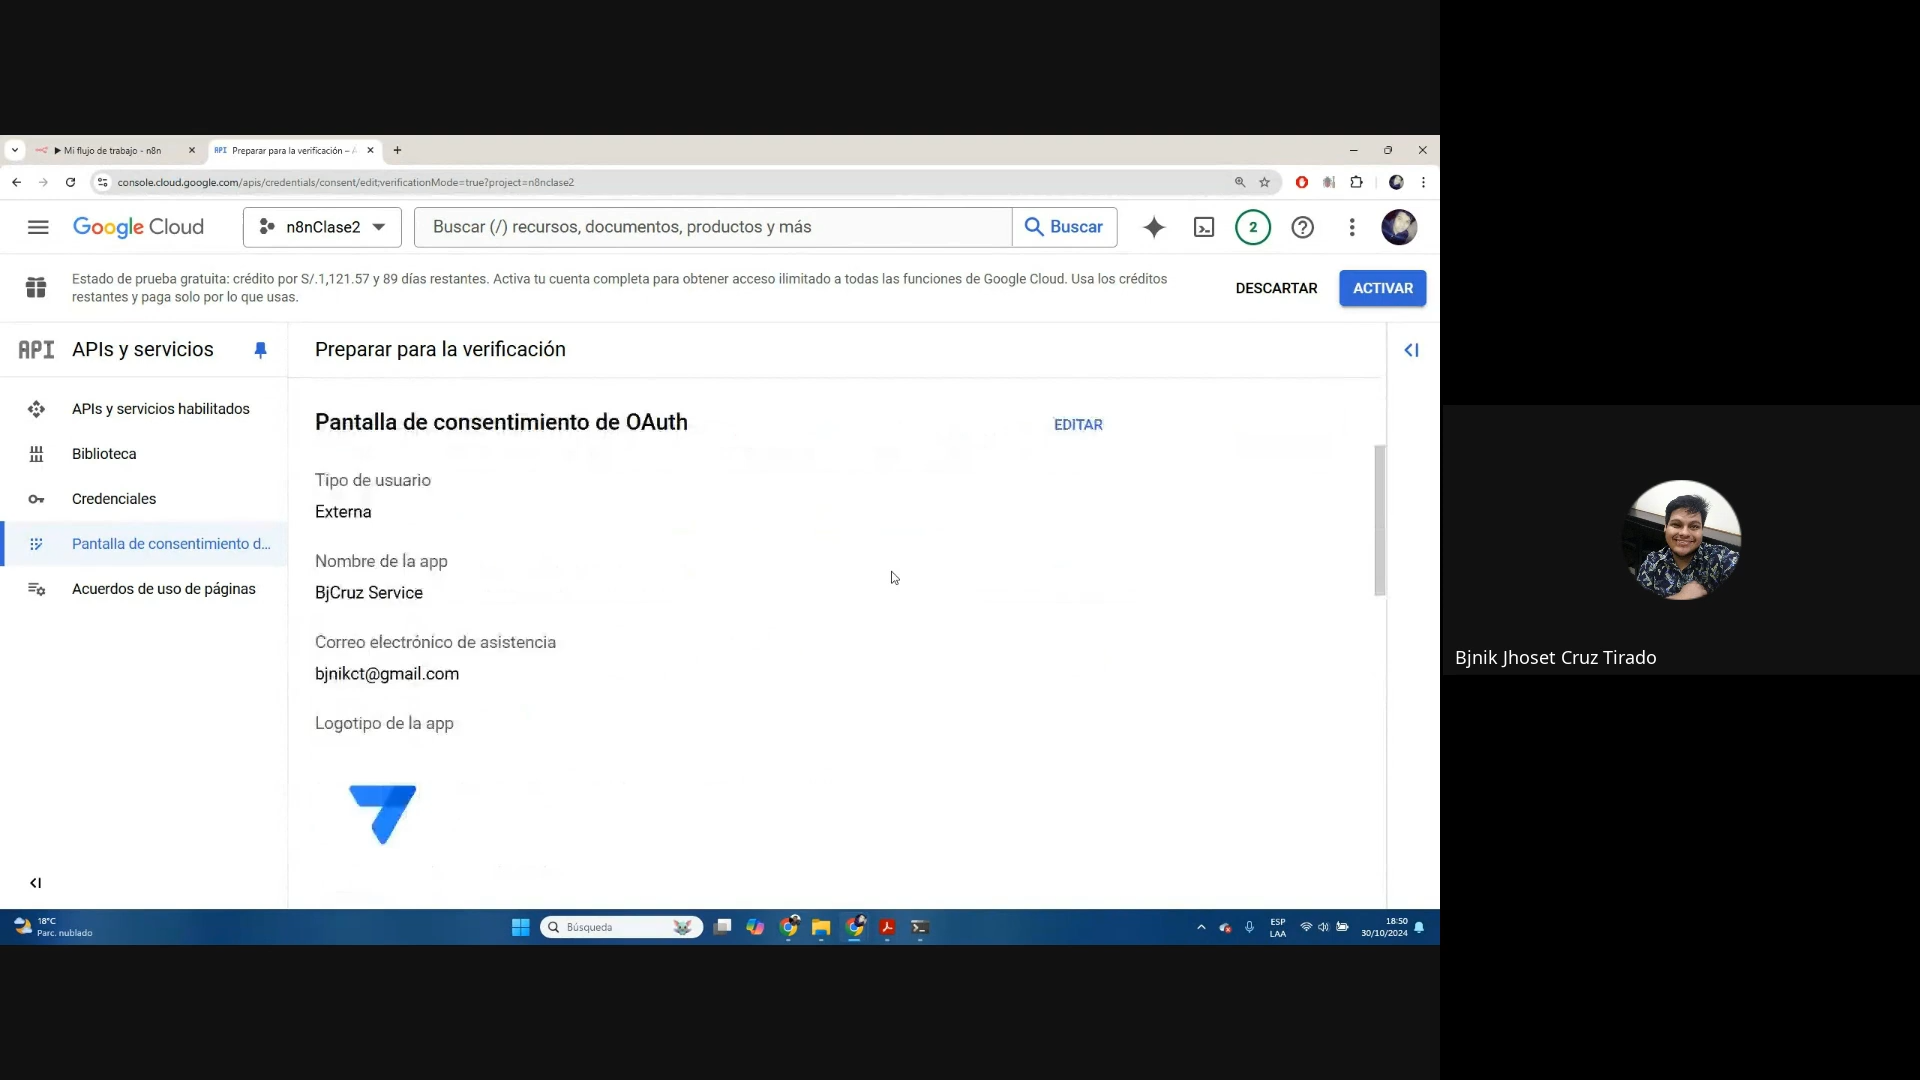 Mi flujo de trabajo - n8n
API Preparar para la verificación – A
console.cloud.google.com/apis/credentials/consent/edit;verificationMode=true?project=n8nclase2
Google Cloud
n8nClase2
Buscar (/) recursos, documentos, productos y más
Buscar
2
Estado de prueba gratuita: crédito por S/.1,121.57 y 89 días restantes. Activa tu cuenta completa para obtener acceso ilimitado a todas las funciones de Google Cloud. Usa los créditos
restantes y paga solo por lo que usas.
DESCARTAR
ACTIVAR
API APIs y servicios
APIs y servicios habilitados
Biblioteca
Credenciales
Pantalla de consentimiento d...
Acuerdos de uso de páginas
Preparar para la verificación
Pantalla de consentimiento de OAuth
EDITAR
Tipo de usuario
Externa
Nombre de la app
BjCruz Service
Correo electrónico de asistencia
bjnikct@gmail.com
Logotipo de la app
18°C
Parc. nublado
Búsqueda
ESP
LAA
18:50
30/10/2024
Bjnik Jhoset Cruz Tirado